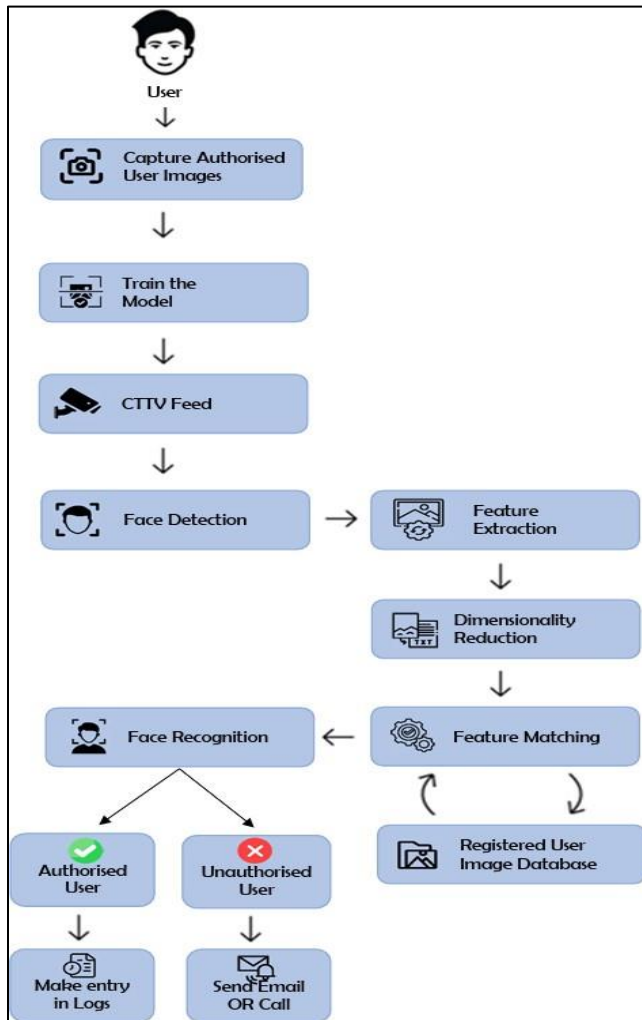 User
Capture Authorised
User Images
Train the
Model
CTTV Feed
Face Detection
Feature
Extraction
TXT
Dimensionality
Reduction
Face Recognition
Feature Matching
Registered User
Image Database
Authorised
User
Unauthorised
User
Make entry
in Logs
Send Email
OR Call